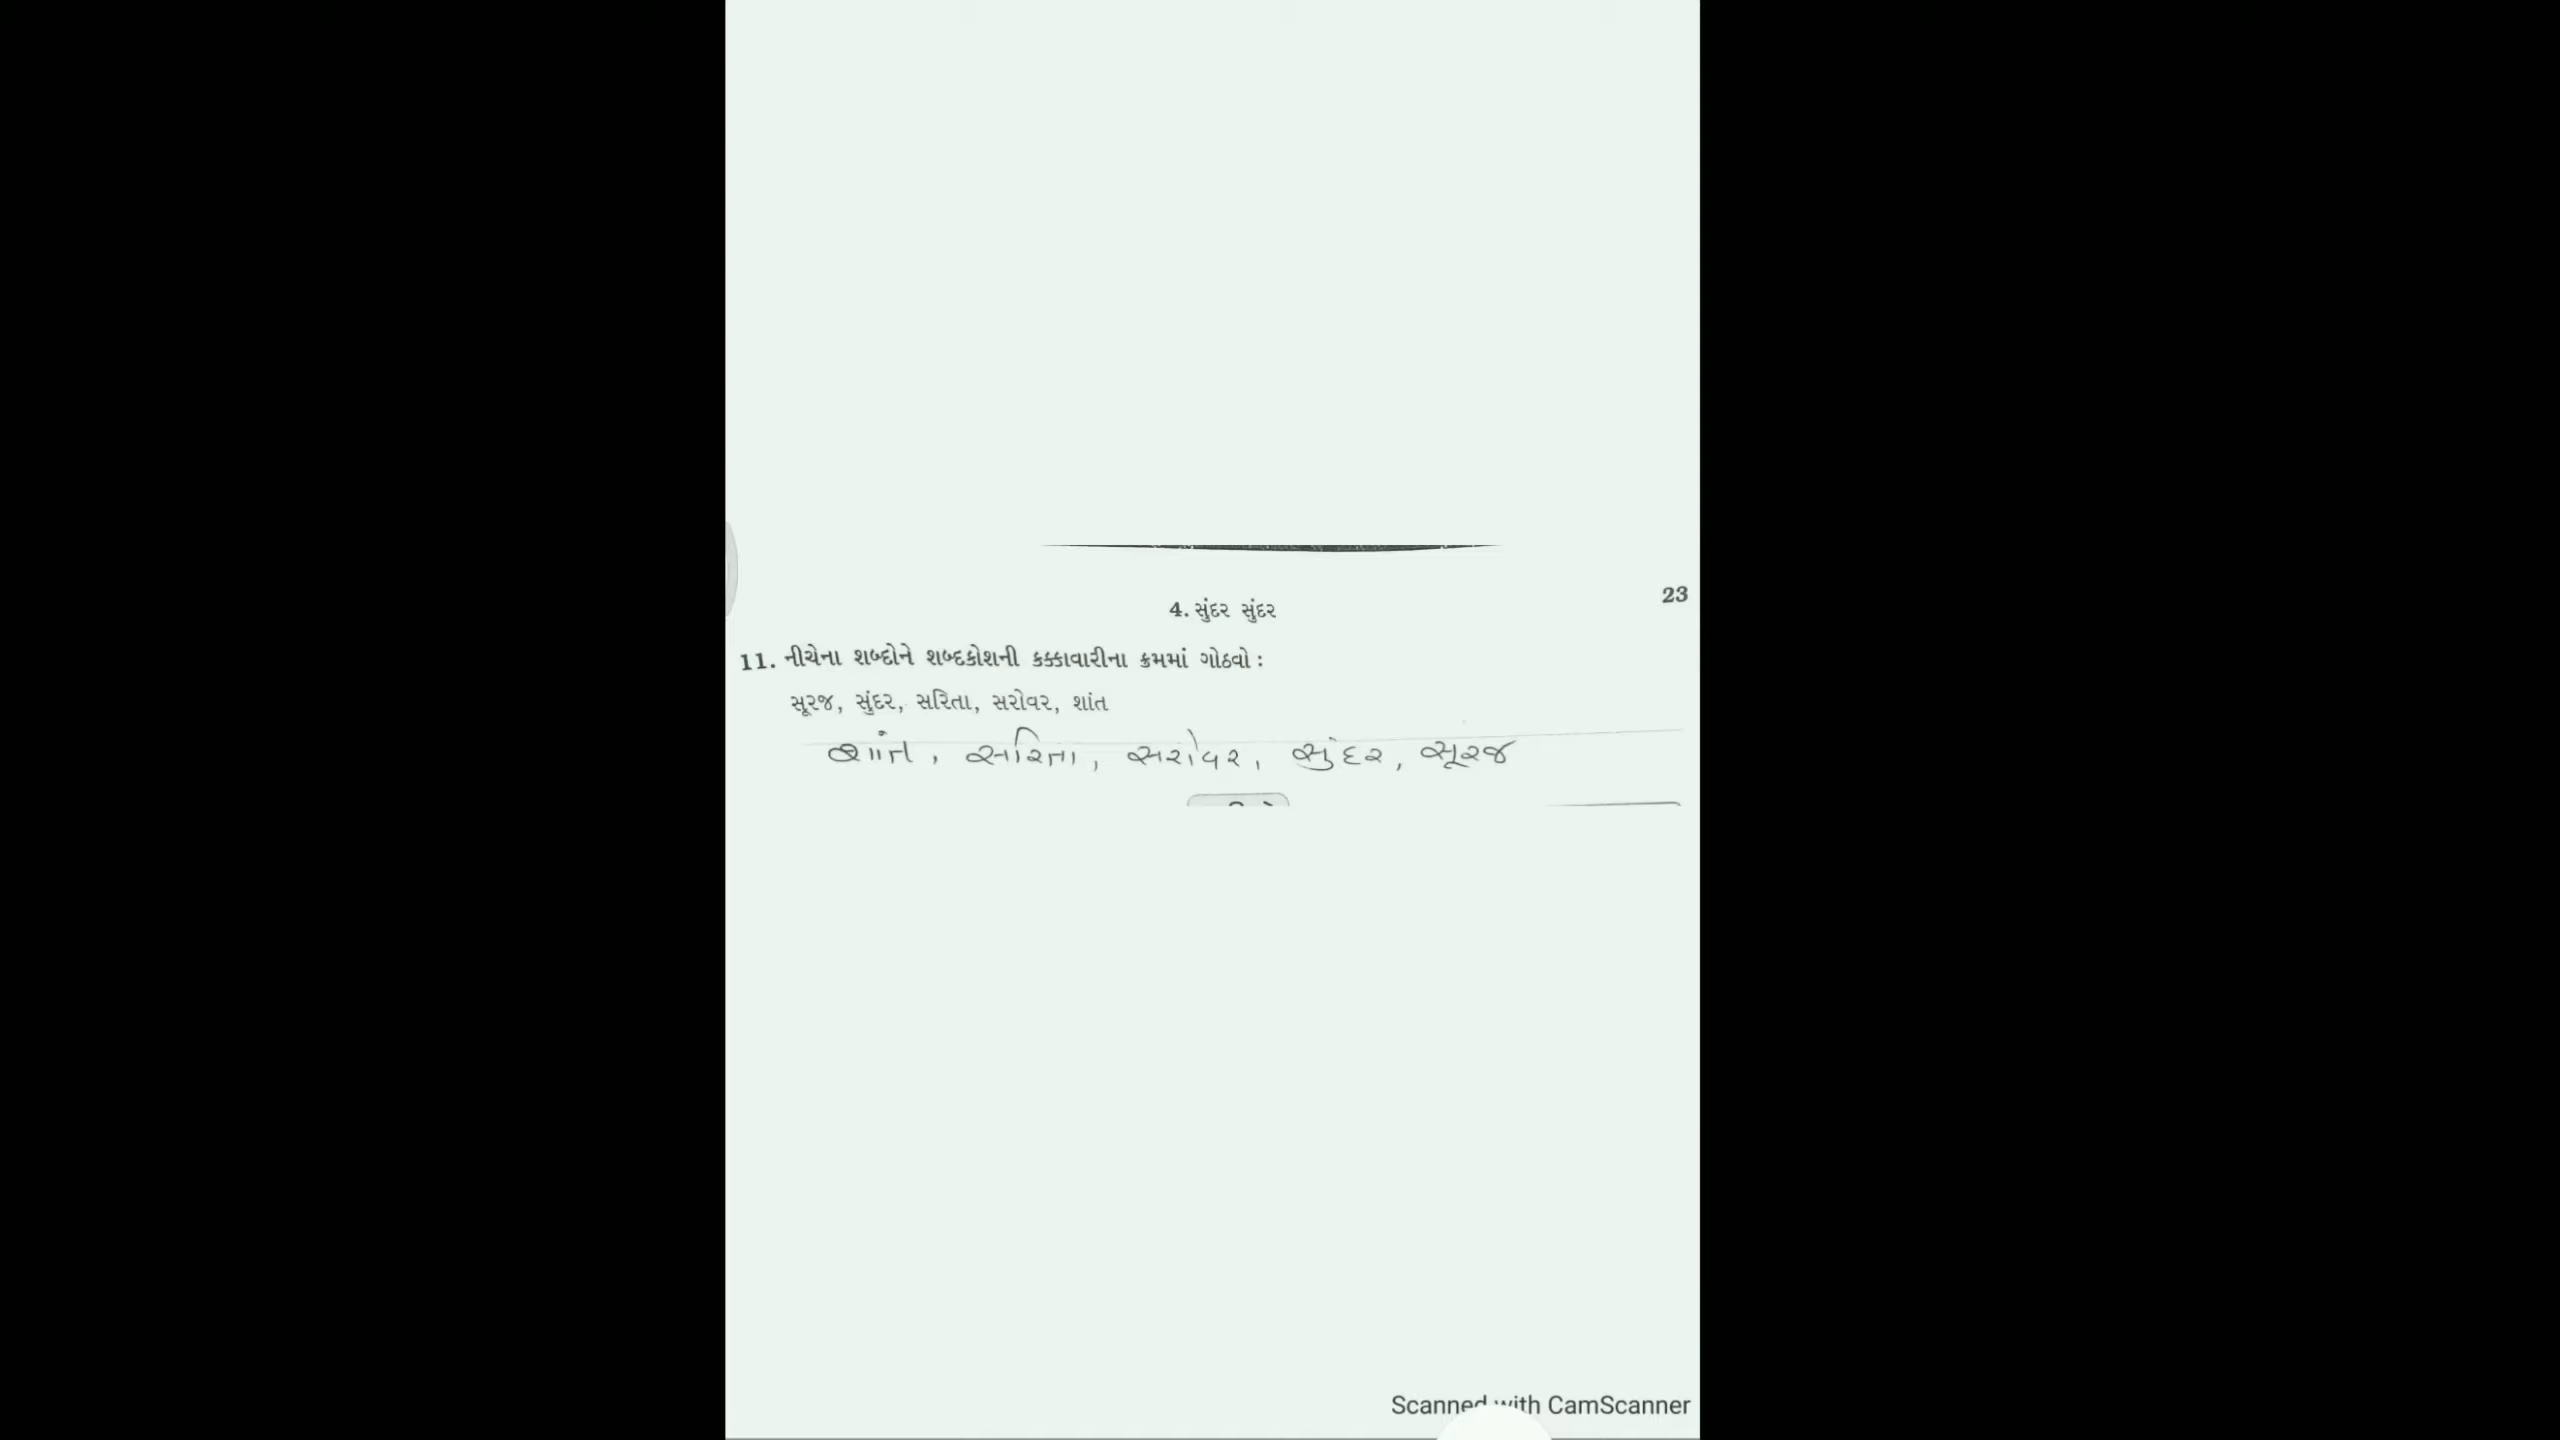 23
4. સુંદર સુંદર
11. નીચેના શબ્દોને શબ્દકોશની કક્કાવારીના ક્રમમાં ગોઠવો :
સૂરજ, સુંદર, સરિતા, સરોવર, શાંત
શાંત, સરિતા, સરોવર, સુંદર, સૂરજ
Scanned with CamScanner